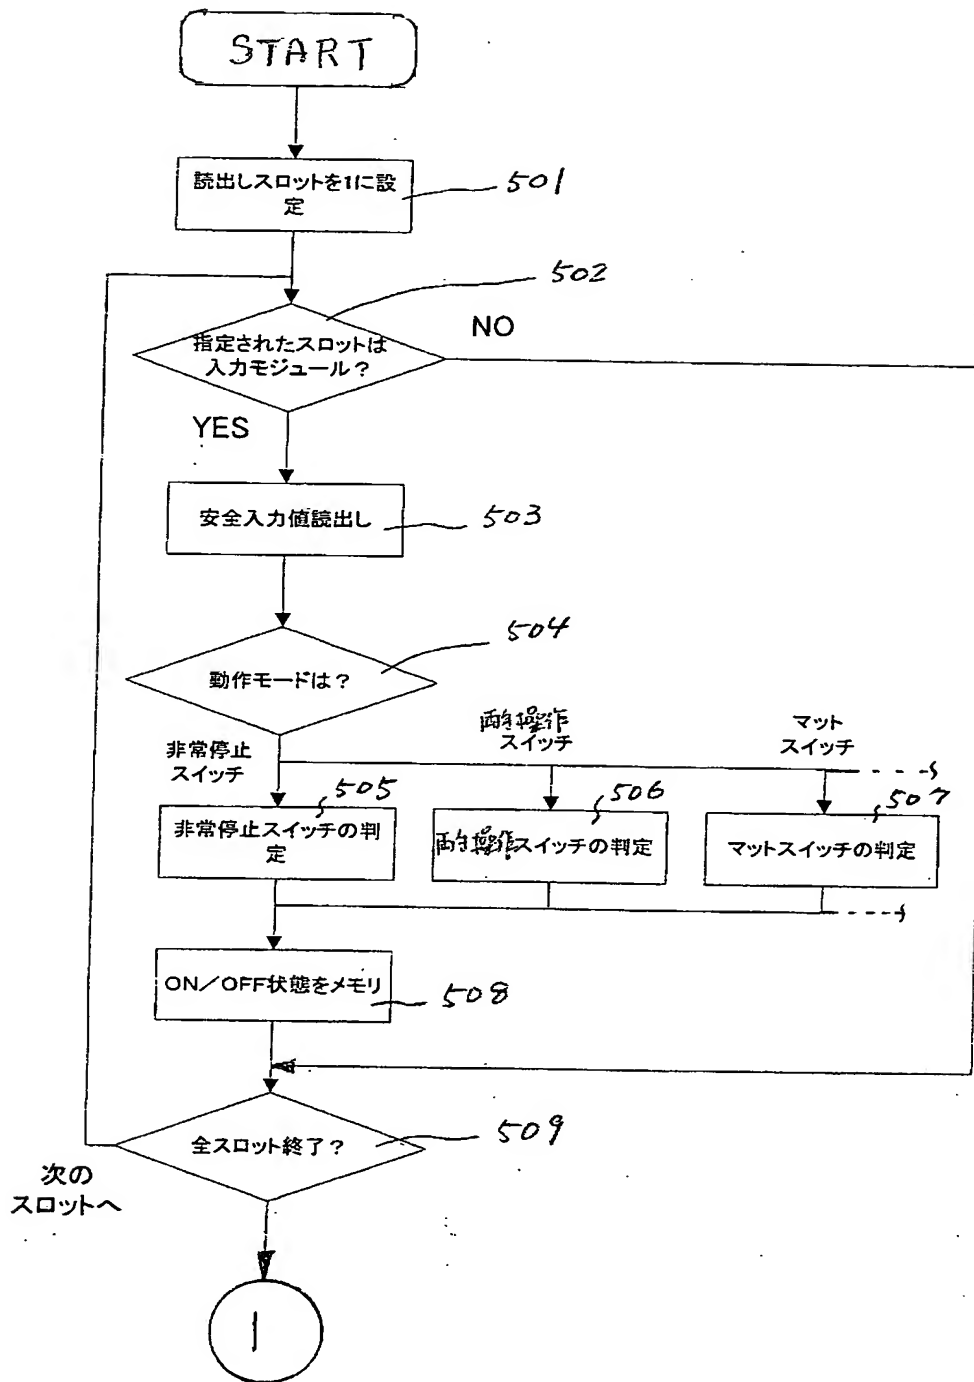 START
読出しスロットを1に設
定
501
502
指定されたスロットは
入力モジュール？
NO
YES
安全入力値読出し
503
504
動作モードは？
非常停止
スイッチ
両手操作
スイッチ
マット
スイッチ
505
非常停止スイッチの判
定
506
両手操作スイッチの判定
507
マットスイッチの判定
ON／OFF状態をメモリ
508
全スロット終了？
509
次の
スロットへ
1